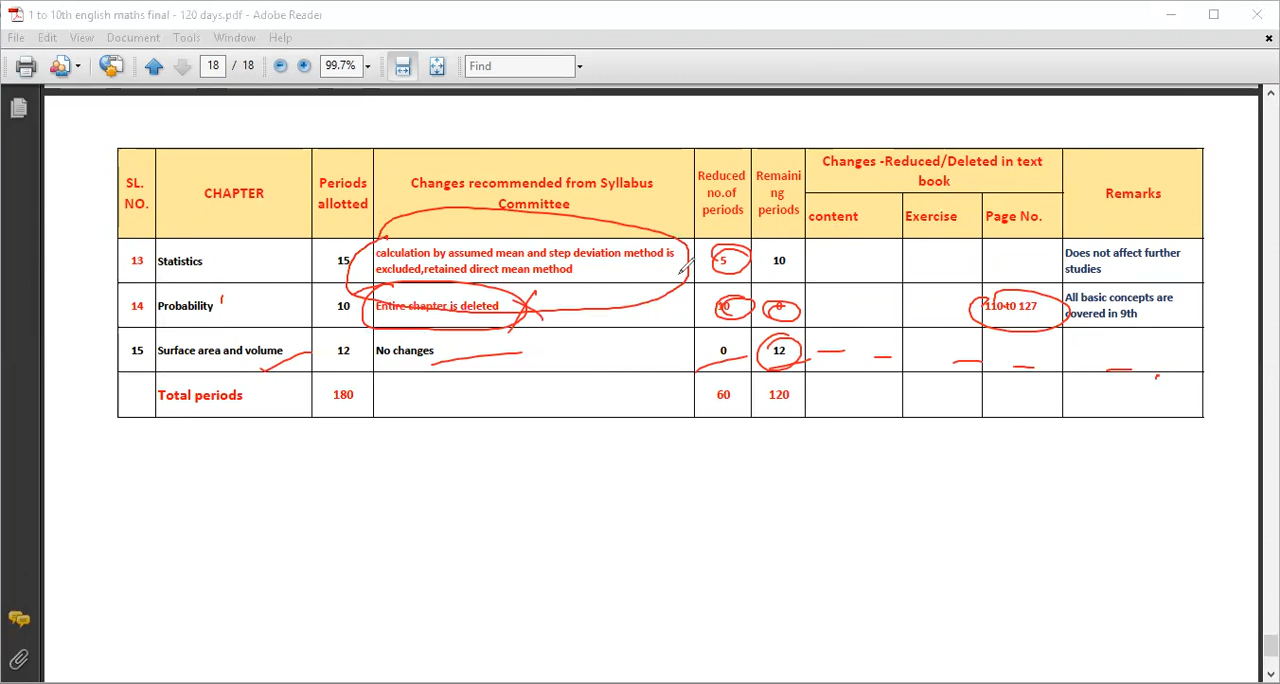 1 to 10th english maths final - 120 days.pdf - Adobe Reader
File Edit View Document Tools Window Help
18 / 18 99.7% Find
SL. NO. CHAPTER Periods allotted Changes recommended from Syllabus Committee Reduced no.of periods Remaini ng periods Changes -Reduced/Deleted in text book Remarks
content Exercise Page No.
13 Statistics 15 calculation by assumed mean and step deviation method is excluded,retained direct mean method 5 10 Does not affect further studies
14 Probability 10 Entire chapter is deleted 10 0 110 to 127 All basic concepts are covered in 9th
15 Surface area and volume 12 No changes 0 12
Total periods 180 60 120